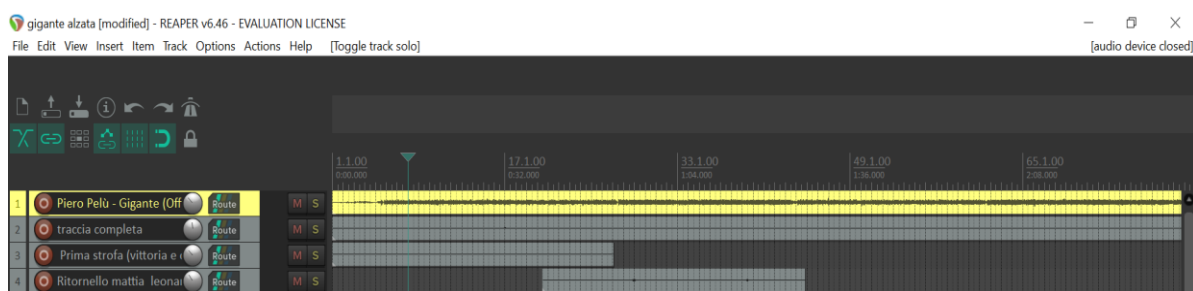 gigante alzata [modified] - REAPER v6.46 - EVALUATION LICENSE
File Edit View Insert Item Track Options Actions Help [Toggle track solo] [audio device closed]
1.1.00 17.1.00 33.1.00 49.1.00 65.1.00
0:00.000 0:32.000 1:04.000 1:36.000 2:08.000
1 Piero Pelù - Gigante (Off Route M S
2 traccia completa Route M S
3 Prima strofa (vittoria e Route M S
4 Ritornello mattia leonar Route M S